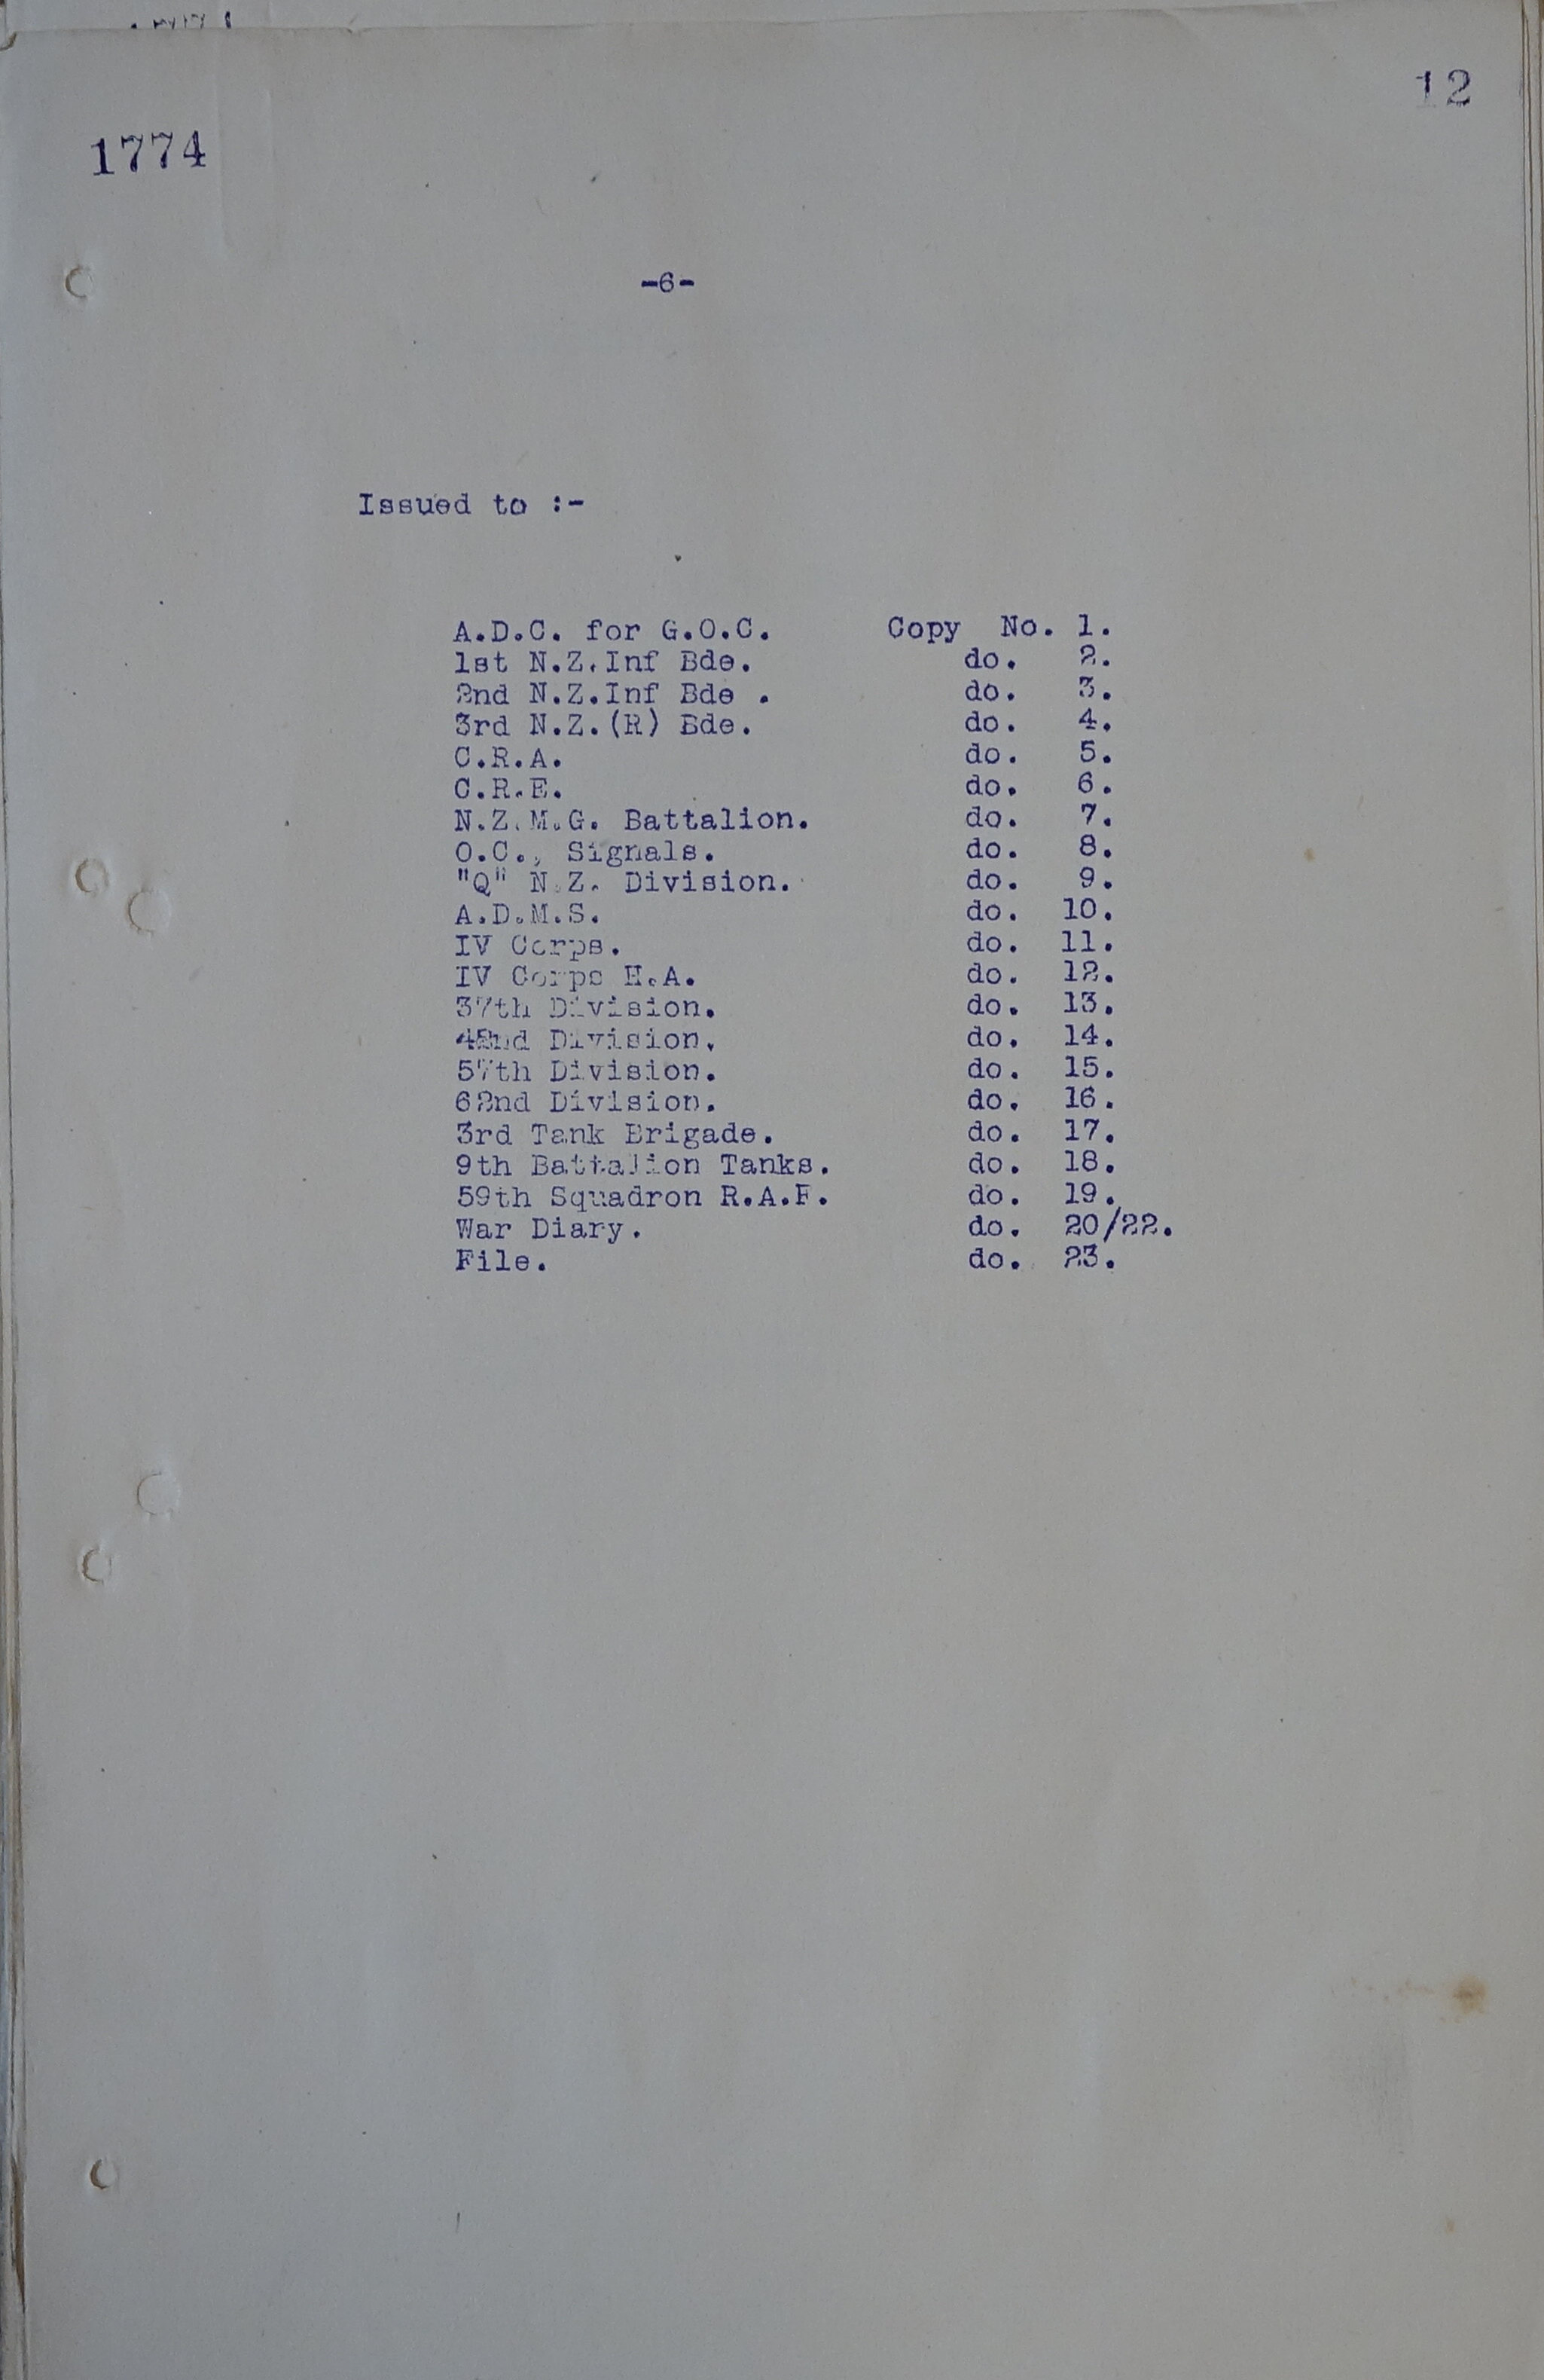 12
1774
-6-
Issued to :-
A.D.C. for G.O.C. Copy No. 1.
1st N.Z.Inf Bde. do. 2.
2nd N.Z.Inf Bde . do. 3.
3rd N.Z.(R) Bde. do. 4.
C.R.A. do. 5.
C.R.E. do. 6.
N.Z.M.G. Battalion. do. 7.
O.C., Signals. do. 8.
"Q" N.Z. Division. do. 9.
A.D.M.S. do. 10.
IV Corps. do. 11.
IV Corps H.A. do. 12.
37th Division. do. 13.
42nd Division. do. 14.
57th Division. do. 15.
62nd Division. do. 16.
3rd Tank Brigade. do. 17.
9th Battalion Tanks. do. 18.
59th Squadron R.A.F. do. 19.
War Diary. do. 20/22.
File. do. 23.